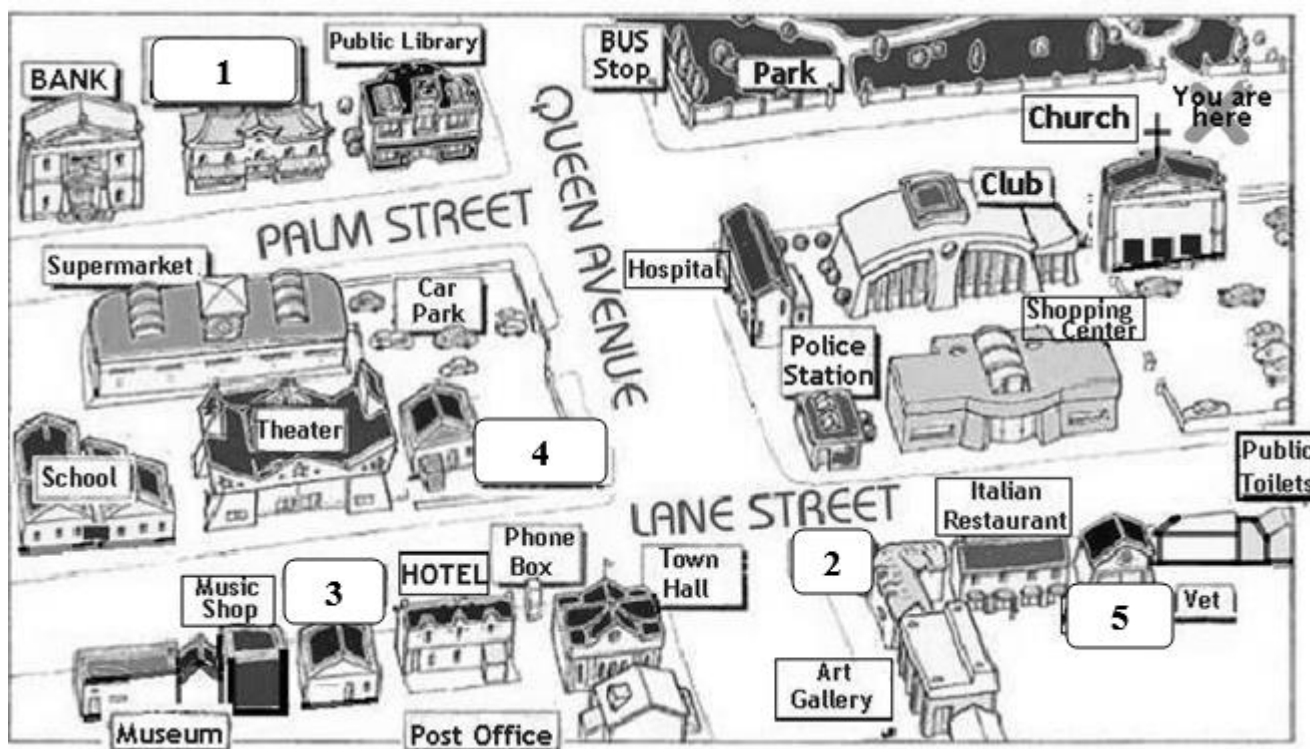 BANK
1
Public Library
QUEEN AVENUE
BUS
Stop
Park
You are
here
Church
PALM STREET
Club
Supermarket
Car
Park
Hospital
Shopping
Center
Police
Station
Theater
4
School
Public
Toilets
LANE STREET
Italian
Restaurant
Phone
Box
Town
Hall
2
HOTEL
3
Music
Shop
5
Vet
Art
Gallery
Museum
Post Office